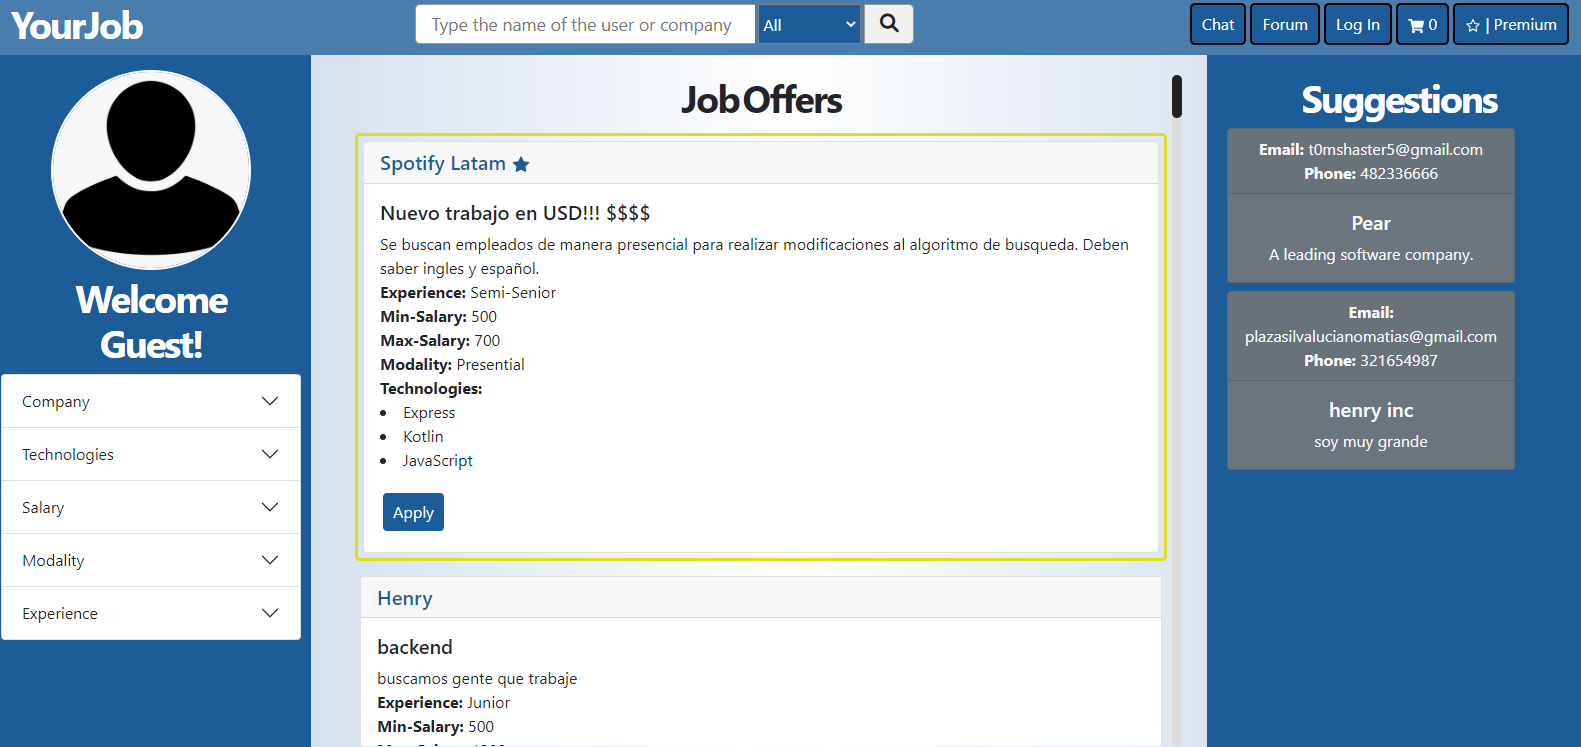 YourJob
Type the name of the user or company
All
Chat
Forum
Log In
0
| Premium
Welcome
Guest!
Company
Technologies
Salary
Modality
Experience
Job Offers
Spotify Latam
Nuevo trabajo en USD!!! $$$$
Se buscan empleados de manera presencial para realizar modificaciones al algoritmo de busqueda. Deben
saber ingles y español.
Experience: Semi-Senior
Min-Salary: 500
Max-Salary: 700
Modality: Presential
Technologies:
Express
Kotlin
JavaScript
Apply
Henry
backend
buscamos gente que trabaje
Experience: Junior
Min-Salary: 500
Suggestions
Email: t0mshaster5@gmail.com
Phone: 482336666
Pear
A leading software company.
Email:
plazasilvalucianomatias@gmail.com
Phone: 321654987
henry inc
soy muy grande